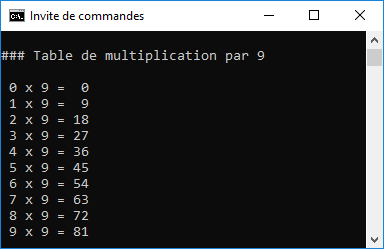 Invite de commandes
### Table de multiplication par 9
0 x 9 =  0
1 x 9 =  9
2 x 9 = 18
3 x 9 = 27
4 x 9 = 36
5 x 9 = 45
6 x 9 = 54
7 x 9 = 63
8 x 9 = 72
9 x 9 = 81